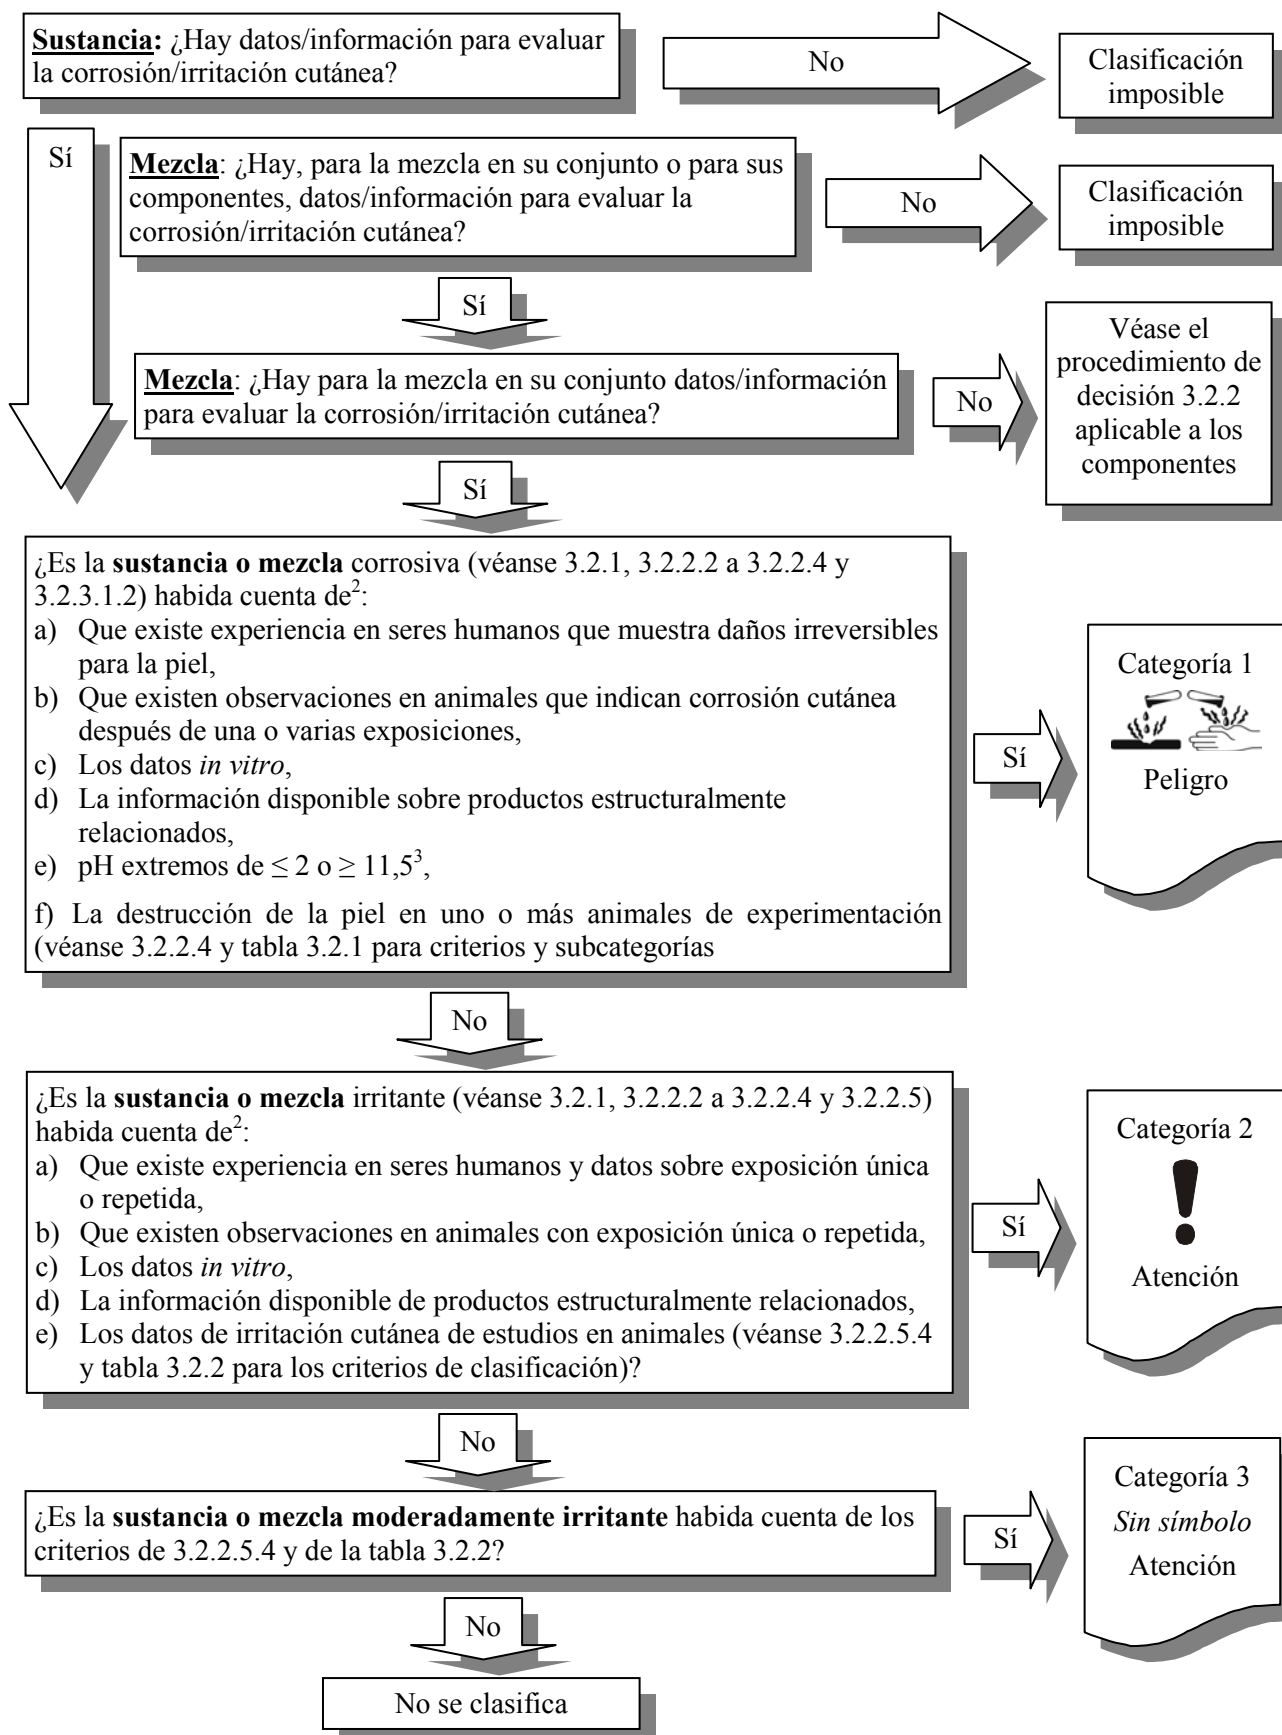 Sustancia: ¿Hay datos/información para evaluar
la corrosión/irritación cutánea?
No
Clasificación
imposible
Sí
Mezcla: ¿Hay, para la mezcla en su conjunto o para sus
componentes, datos/información para evaluar la
corrosión/irritación cutánea?
No
Clasificación
imposible
Sí
Mezcla: ¿Hay para la mezcla en su conjunto datos/información
para evaluar la corrosión/irritación cutánea?
No
Véase el
procedimiento de
decisión 3.2.2
aplicable a los
componentes
Sí
¿Es la sustancia o mezcla corrosiva (véanse 3.2.1, 3.2.2.2 a 3.2.2.4 y
3.2.3.1.2) habida cuenta de²:
a) Que existe experiencia en seres humanos que muestra daños irreversibles
para la piel,
b) Que existen observaciones en animales que indican corrosión cutánea
después de una o varias exposiciones,
c) Los datos in vitro,
d) La información disponible sobre productos estructuralmente
relacionados,
e) pH extremos de ≤ 2 o ≥ 11,5³,
f) La destrucción de la piel en uno o más animales de experimentación
(véanse 3.2.2.4 y tabla 3.2.1 para criterios y subcategorías
Sí
Categoría 1
Peligro
No
¿Es la sustancia o mezcla irritante (véanse 3.2.1, 3.2.2.2 a 3.2.2.4 y 3.2.2.5)
habida cuenta de²:
a) Que existe experiencia en seres humanos y datos sobre exposición única
o repetida,
b) Que existen observaciones en animales con exposición única o repetida,
c) Los datos in vitro,
d) La información disponible de productos estructuralmente relacionados,
e) Los datos de irritación cutánea de estudios en animales (véanse 3.2.2.5.4
y tabla 3.2.2 para los criterios de clasificación)?
Sí
Categoría 2
Atención
No
¿Es la sustancia o mezcla moderadamente irritante habida cuenta de los
criterios de 3.2.2.5.4 y de la tabla 3.2.2?
Sí
Categoría 3
Sin símbolo
Atención
No
No se clasifica